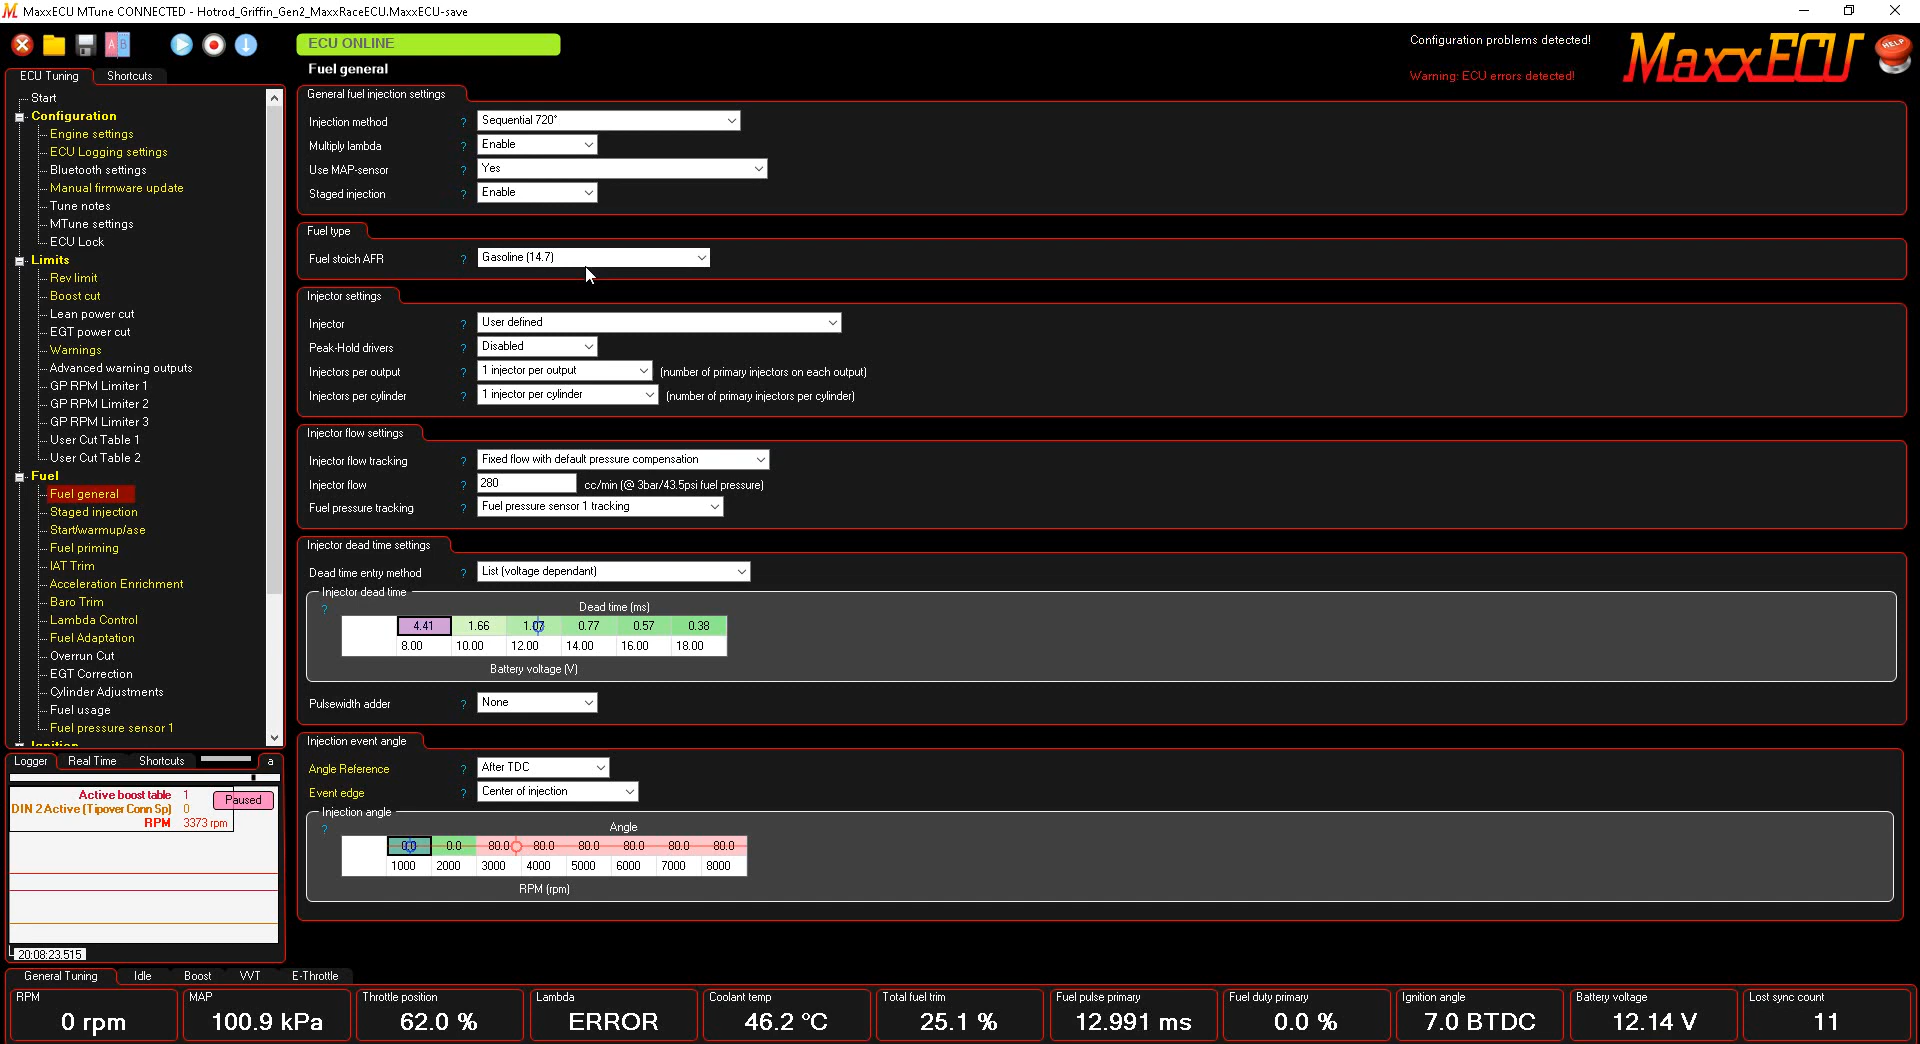 MaxxECU MTune CONNECTED - Hotrod_Griffin_Gen2_MaxxRaceECU.MaxxECU-save
ECU ONLINE
Configuration problems detected!
Warning: ECU errors detected!
MaxxECU
HELP
A B
ECU Tuning Shortcuts
Start
Configuration
Engine settings
ECU Logging settings
Bluetooth settings
Manual firmware update
Tune notes
MTune settings
ECU Lock
Limits
Rev limit
Boost cut
Lean power cut
EGT power cut
Warnings
Advanced warning outputs
GP RPM Limiter 1
GP RPM Limiter 2
GP RPM Limiter 3
User Cut Table 1
User Cut Table 2
Fuel
Fuel general
Staged injection
Start/warmup/ase
Fuel priming
IAT Trim
Acceleration Enrichment
Baro Trim
Lambda Control
Fuel Adaptation
Overrun Cut
EGT Correction
Cylinder Adjustments
Fuel usage
Fuel pressure sensor 1
Ignition
Fuel general
General fuel injection settings
Injection method ? Sequential 720°
Multiply lambda ? Enable
Use MAP-sensor ? Yes
Staged injection ? Enable
Fuel type
Fuel stoich AFR ? Gasoline (14.7)
Injector settings
Injector ? User defined
Peak-Hold drivers ? Disabled
Injectors per output ? 1 injector per output (number of primary injectors on each output)
Injectors per cylinder ? 1 injector per cylinder (number of primary injectors per cylinder)
Injector flow settings
Injector flow tracking ? Fixed flow with default pressure compensation
Injector flow ? 280 cc/min (@ 3bar/43.5psi fuel pressure)
Fuel pressure tracking ? Fuel pressure sensor 1 tracking
Injector dead time settings
Dead time entry method ? List (voltage dependant)
Injector dead time
?
Dead time (ms)
4.41 1.66 1.07 0.77 0.57 0.38
8.00 10.00 12.00 14.00 16.00 18.00
Battery voltage (V)
Pulsewidth adder ? None
Injection event angle
Angle Reference ? After TDC
Event edge ? Center of injection
Injection angle
?
Angle
0.0 0.0 80.0 80.0 80.0 80.0 80.0 80.0
1000 2000 3000 4000 5000 6000 7000 8000
RPM (rpm)
Logger Real Time Shortcuts a
Active boost table 1
Paused
DIN 2 Active (Tipover Conn Sp) 0
RPM 3373 rpm
20:08:23.515
General Tuning Idle Boost VVT E-Throttle
RPM
0 rpm
MAP
100.9 kPa
Throttle position
62.0 %
Lambda
ERROR
Coolant temp
46.2 °C
Total fuel trim
25.1 %
Fuel pulse primary
12.991 ms
Fuel duty primary
0.0 %
Ignition angle
7.0 BTDC
Battery voltage
12.14 V
Lost sync count
11